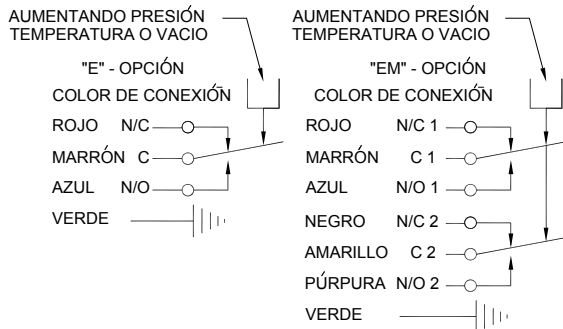 AUMENTANDO PRESIÓN
TEMPERATURA O VACIO
"E" - OPCIÓN
COLOR DE CONEXIÓN
ROJO N/C
MARRÓN C
AZUL N/O
VERDE
AUMENTANDO PRESIÓN
TEMPERATURA O VACIO
"EM" - OPCIÓN
COLOR DE CONEXIÓN
ROJO N/C 1
MARRÓN C 1
AZUL N/O 1
NEGRO N/C 2
AMARILLO C 2
PÚRPURA N/O 2
VERDE